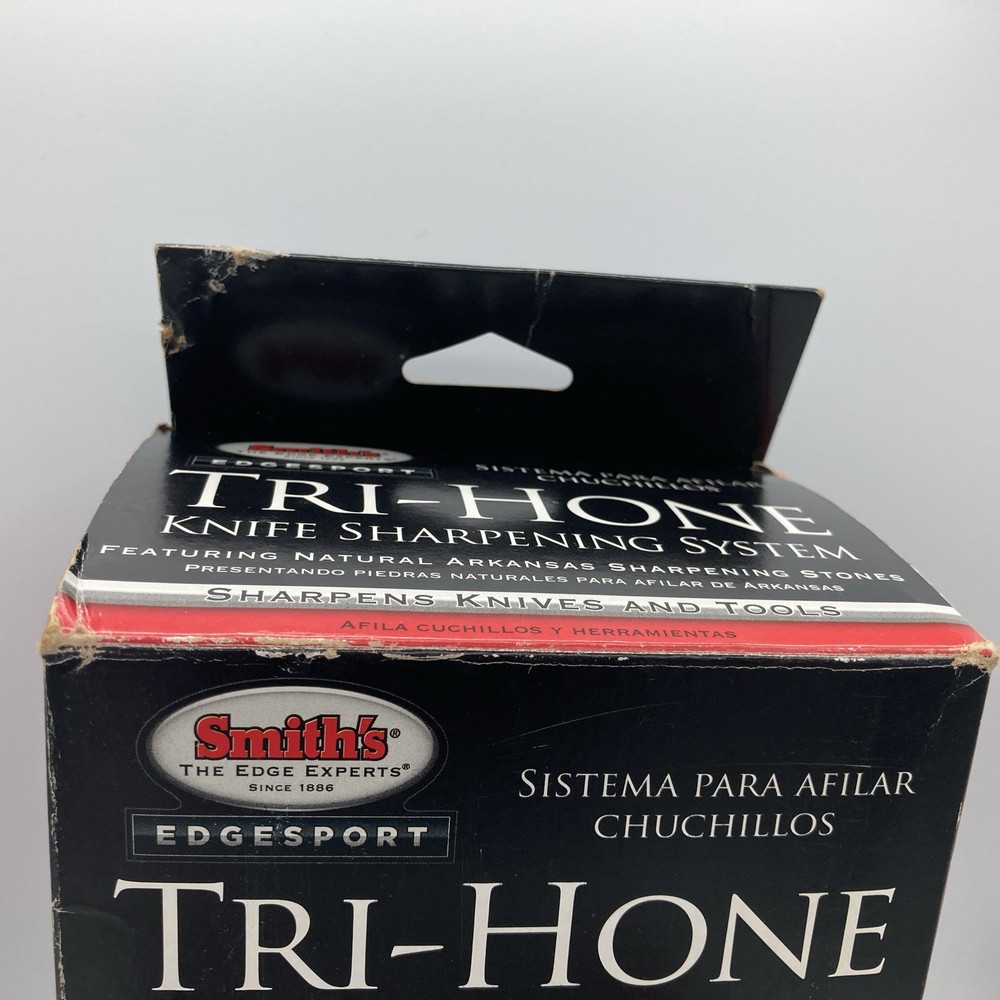 Smith's
EDGESPORT
SISTEMA PARA AFILAR
CHUCHILLOS
TRI-HONE
KNIFE SHARPENING SYSTEM
FEATURING NATURAL ARKANSAS SHARPENING STONES
PRESENTANDO PIEDRAS NATURALES PARA AFILAR DE ARKANSAS
SHARPENS KNIVES AND TOOLS
AFILA CUCHILLOS Y HERRAMIENTAS
Smith's®
THE EDGE EXPERTS®
SINCE 1886
EDGESPORT
SISTEMA PARA AFILAR
CHUCHILLOS
TRI-HONE